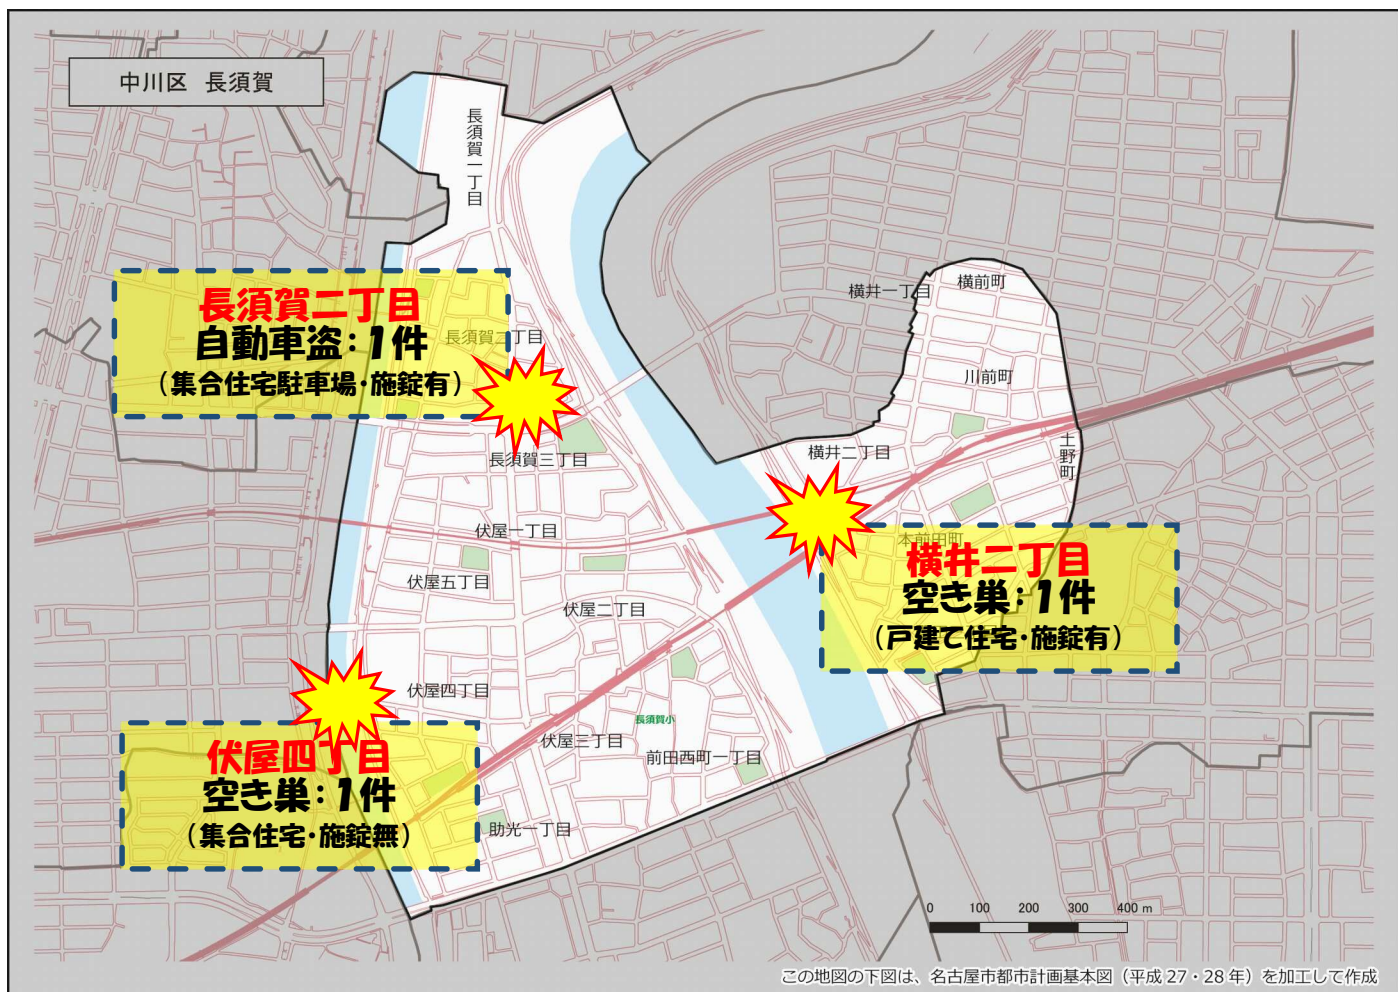 中川区 長須賀
長須賀一丁目
横井一丁目
横前町
長須賀二丁目
自動車盗：1件
（集合住宅駐車場・施錠有）
長須賀二丁目
川前町
土野町
長須賀三丁目
横井二丁目
伏屋一丁目
本前田町
横井二丁目
空き巣：1件
（戸建て住宅・施錠有）
伏屋五丁目
伏屋二丁目
伏屋四丁目
長須賀小
伏屋三丁目
前田西町一丁目
伏屋四丁目
空き巣：1件
（集合住宅・施錠無）
助光一丁目
0 100 200 300 400 m
この地図の下図は、名古屋市都市計画基本図（平成 27・28 年）を加工して作成